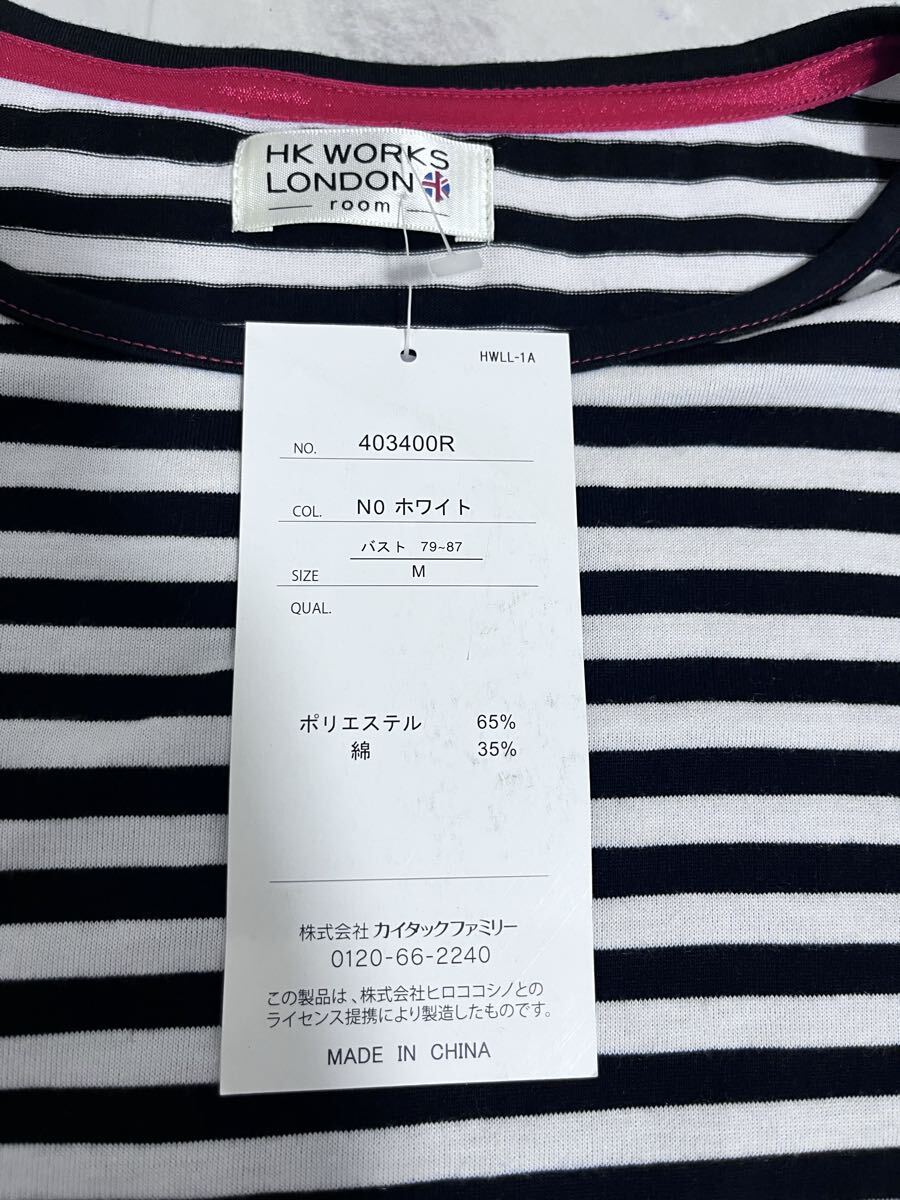 HK WORKS
LONDON
room
HWLL-1A
NO. 403400R
COL. N0 ホワイト
バスト 79~87
SIZE M
QUAL.
ポリエステル 65%
綿 35%
株式会社 カイタックファミリー
0120-66-2240
この製品は、株式会社ヒロココシノとの
ライセンス提携により製造したものです。
MADE IN CHINA